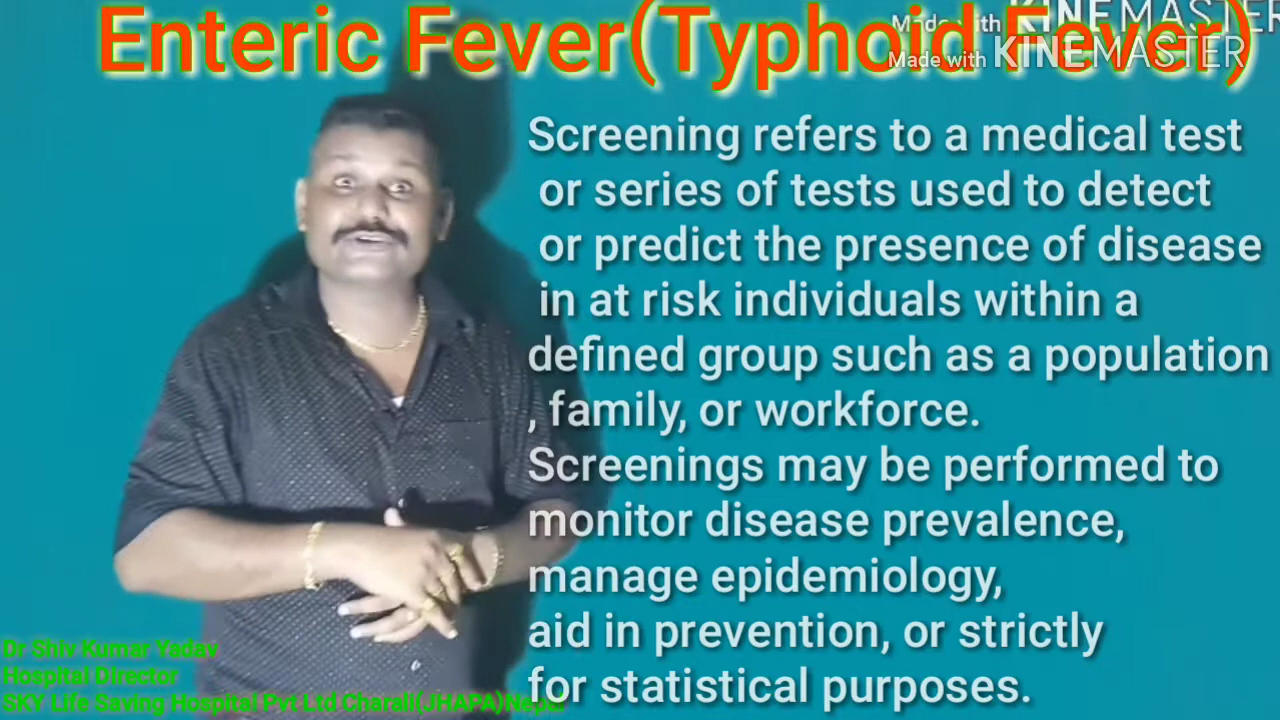 Enteric Fever(Typhoid Fever)
Made with KINEMASTER
Made with KINEMASTER
Screening refers to a medical test
or series of tests used to detect
or predict the presence of disease
in at risk individuals within a
defined group such as a population
, family, or workforce.
Screenings may be performed to
monitor disease prevalence,
manage epidemiology,
aid in prevention, or strictly
for statistical purposes.
Dr Shiv Kumar Yadav
Hospital Director
SKY Life Saving Hospital Pvt Ltd Charali(JHAPA)Nepal